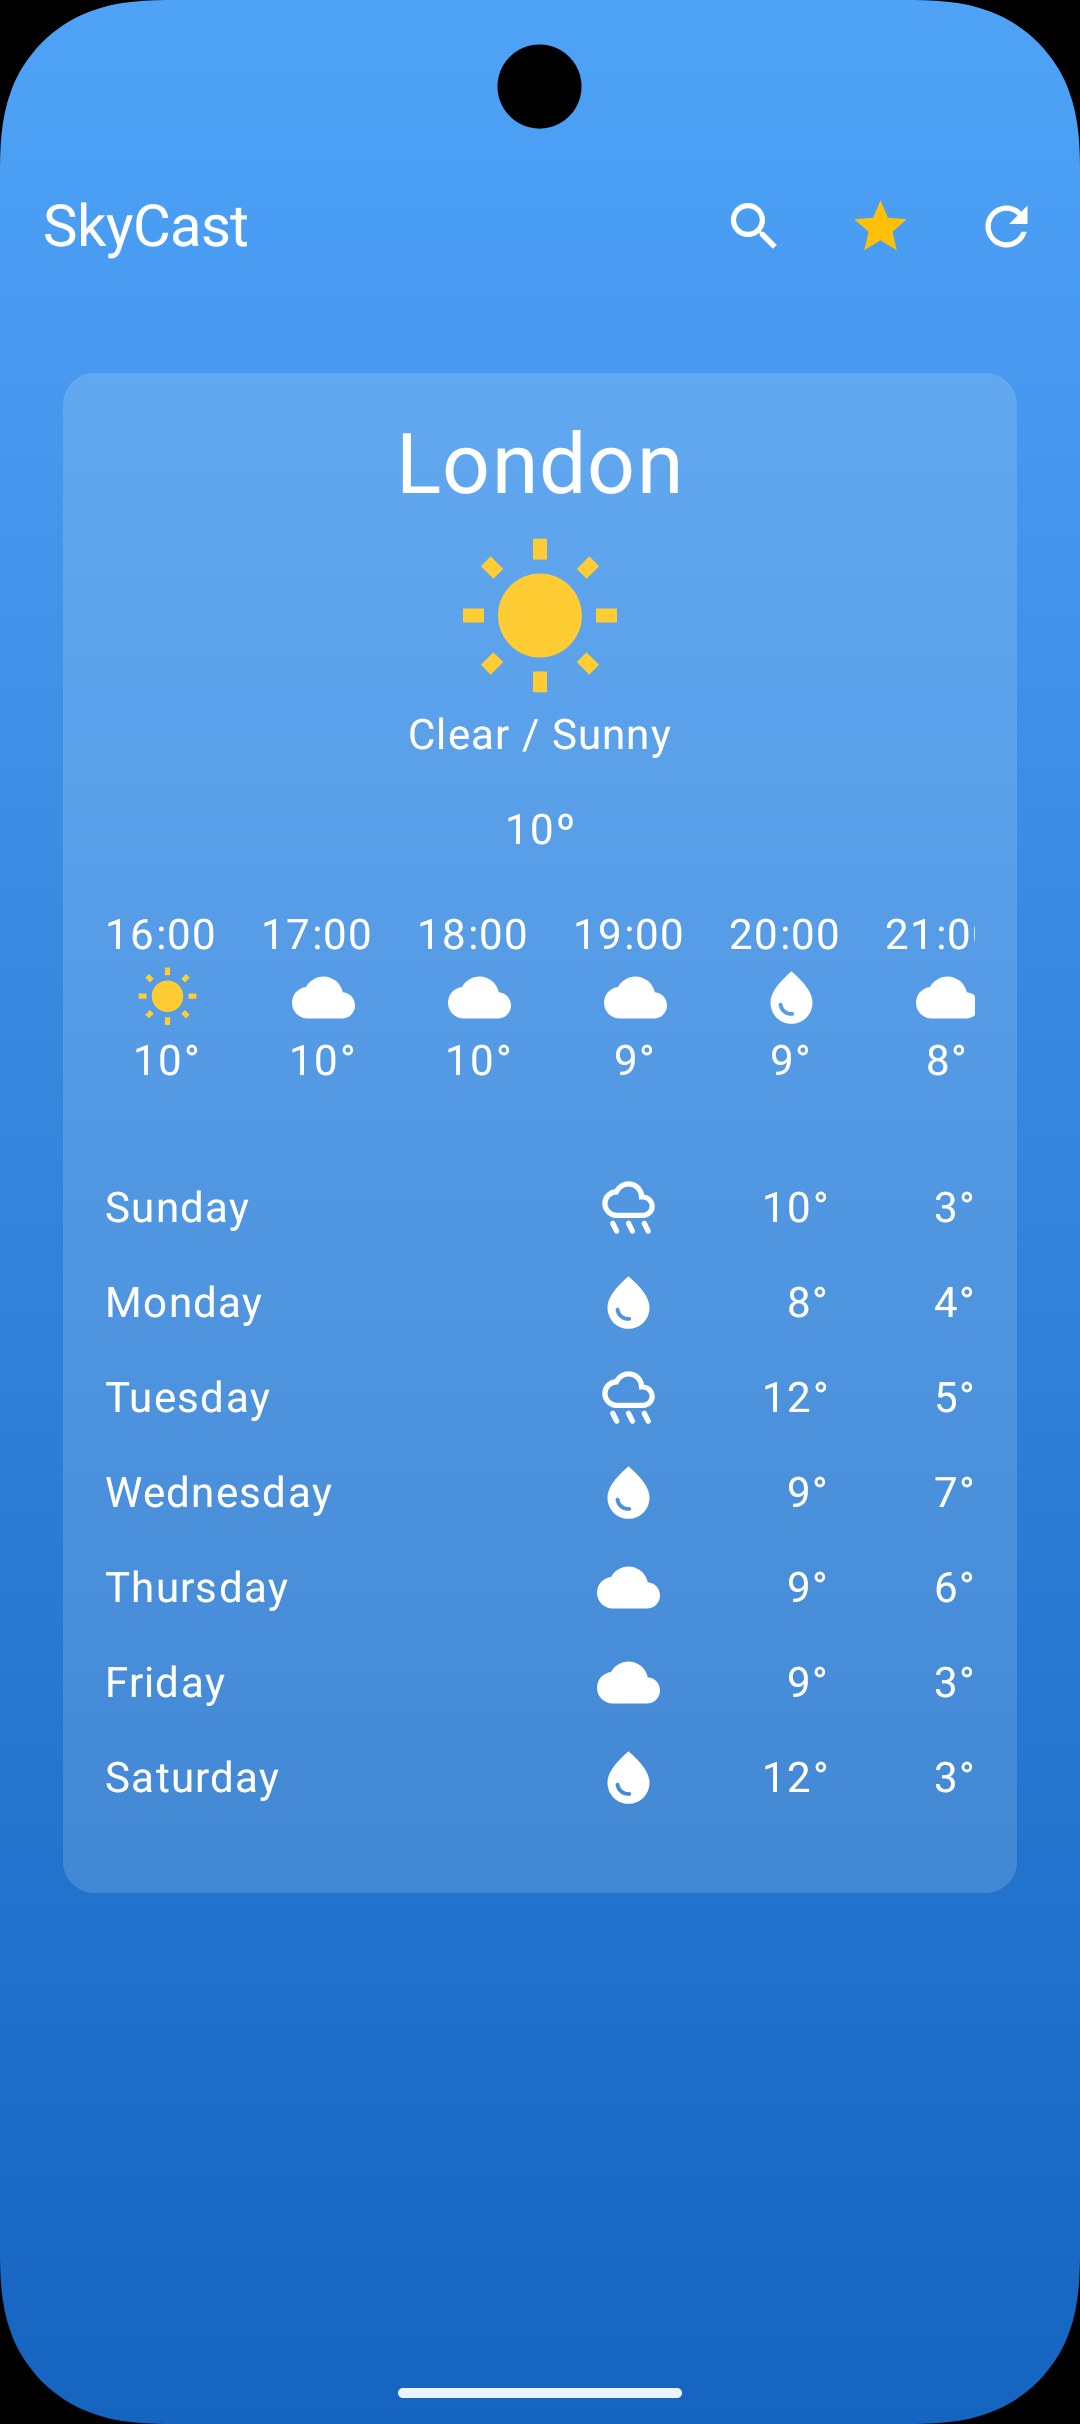 SkyCast
London
Clear / Sunny
10º
16:00 17:00 18:00 19:00 20:00
10° 10° 10° 9° 9° 8°
Sunday 10° 3°
Monday 8° 4°
Tuesday 12° 5°
Wednesday 9° 7°
Thursday 9° 6°
Friday 9° 3°
Saturday 12° 3°